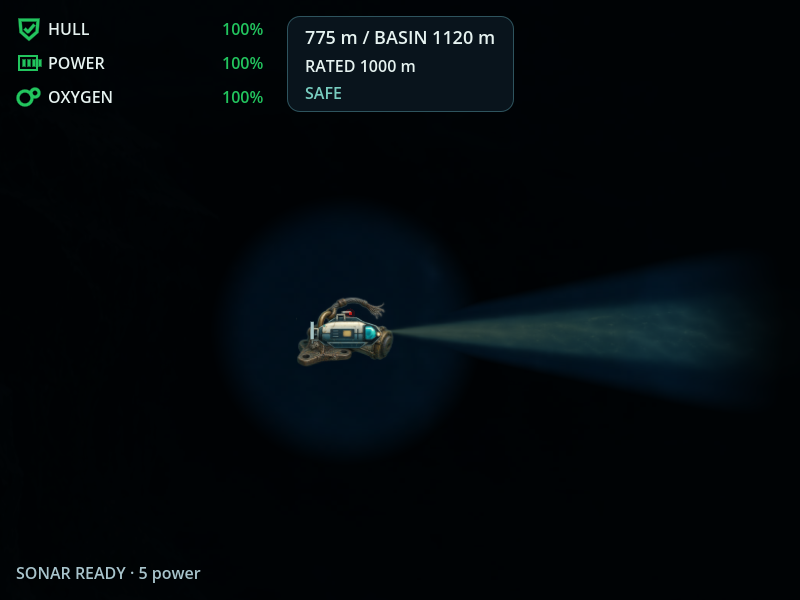 HULL 100%
POWER 100%
OXYGEN 100%
775 m / BASIN 1120 m
RATED 1000 m
SAFE
SONAR READY · 5 power